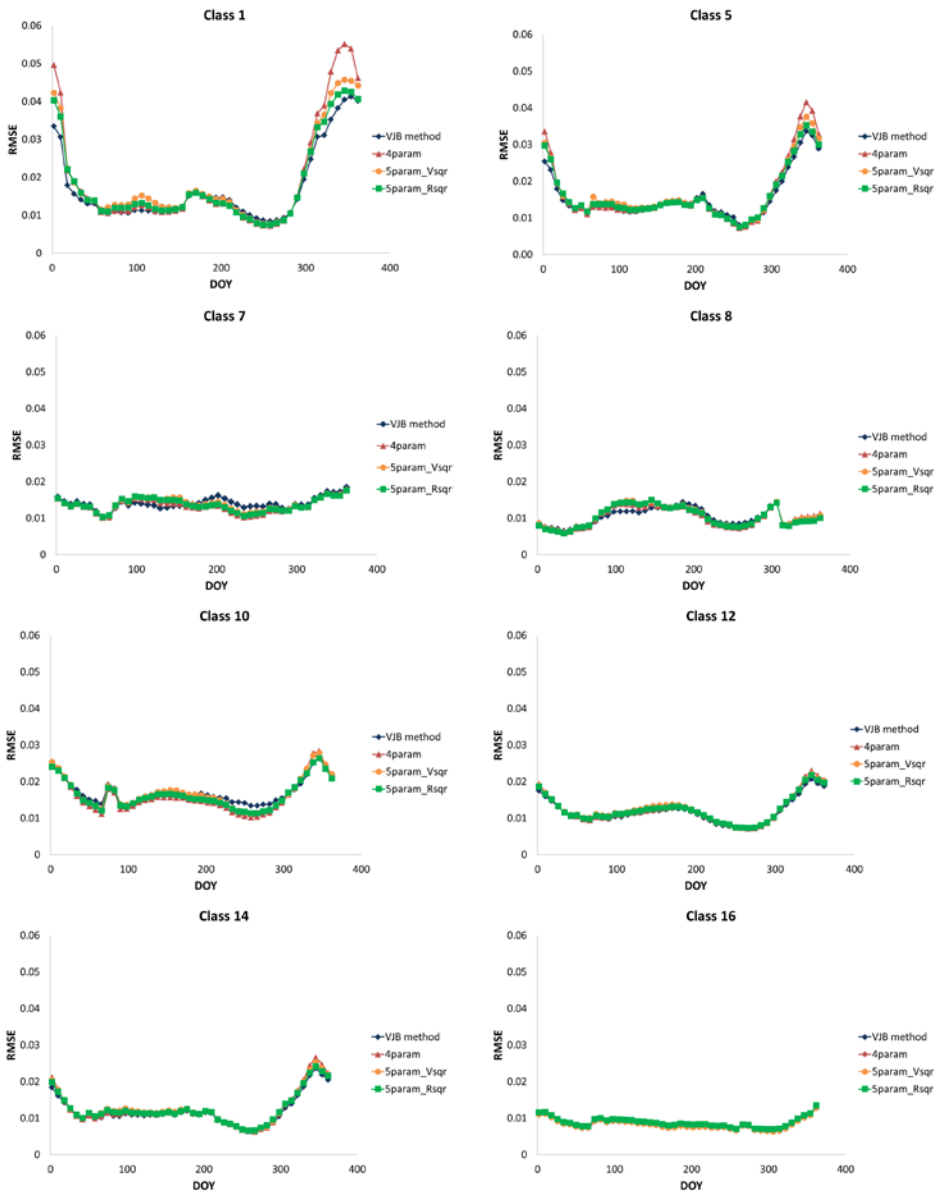 Class 1
0.06
0.05
0.04
0.03
0.02
0.01
0
RMSE
0 100 200 300 400
DOY
VJB method
4param
5param_Vsqr
5param_Rsqr
Class 5
0.06
0.05
0.04
0.03
0.02
0.01
0.00
RMSE
0 100 200 300 400
DOY
VJB method
4param
5param_Vsqr
5param_Rsqr
Class 7
0.06
0.05
0.04
0.03
0.02
0.01
0
RMSE
0 100 200 300 400
DOY
VJB method
4param
5param_Vsqr
5param_Rsqr
Class 8
0.06
0.05
0.04
0.03
0.02
0.01
0
RMSE
0 100 200 300 400
DOY
VJB method
4param
5param_Vsqr
5param_Rsqr
Class 10
0.06
0.05
0.04
0.03
0.02
0.01
0
RMSE
0 100 200 300 400
DOY
VJB method
4param
5param_Vsqr
5param_Rsqr
Class 12
0.06
0.05
0.04
0.03
0.02
0.01
0
RMSE
0 100 200 300 400
DOY
VJB method
4param
5param_Vsqr
5param_Rsqr
Class 14
0.06
0.05
0.04
0.03
0.02
0.01
0
RMSE
0 100 200 300 400
DOY
VJB method
4param
5param_Vsqr
5param_Rsqr
Class 16
0.06
0.05
0.04
0.03
0.02
0.01
0
RMSE
0 100 200 300 400
DOY
VJB method
4param
5param_Vsqr
5param_Rsqr